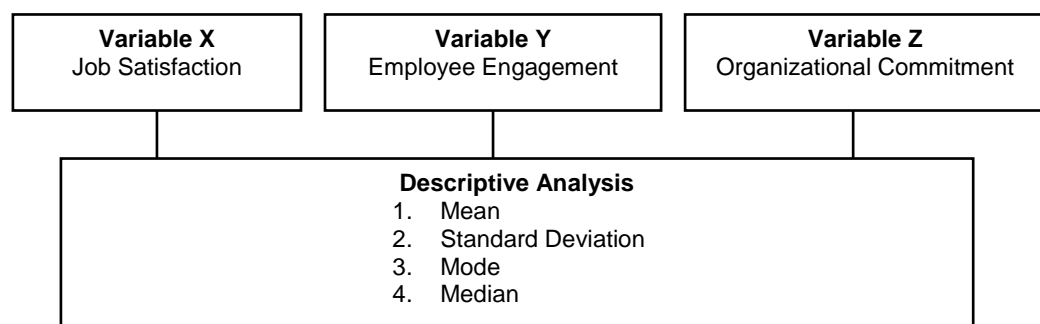 Variable X
Job Satisfaction
Variable Y
Employee Engagement
Variable Z
Organizational Commitment
Descriptive Analysis
1. Mean
2. Standard Deviation
3. Mode
4. Median